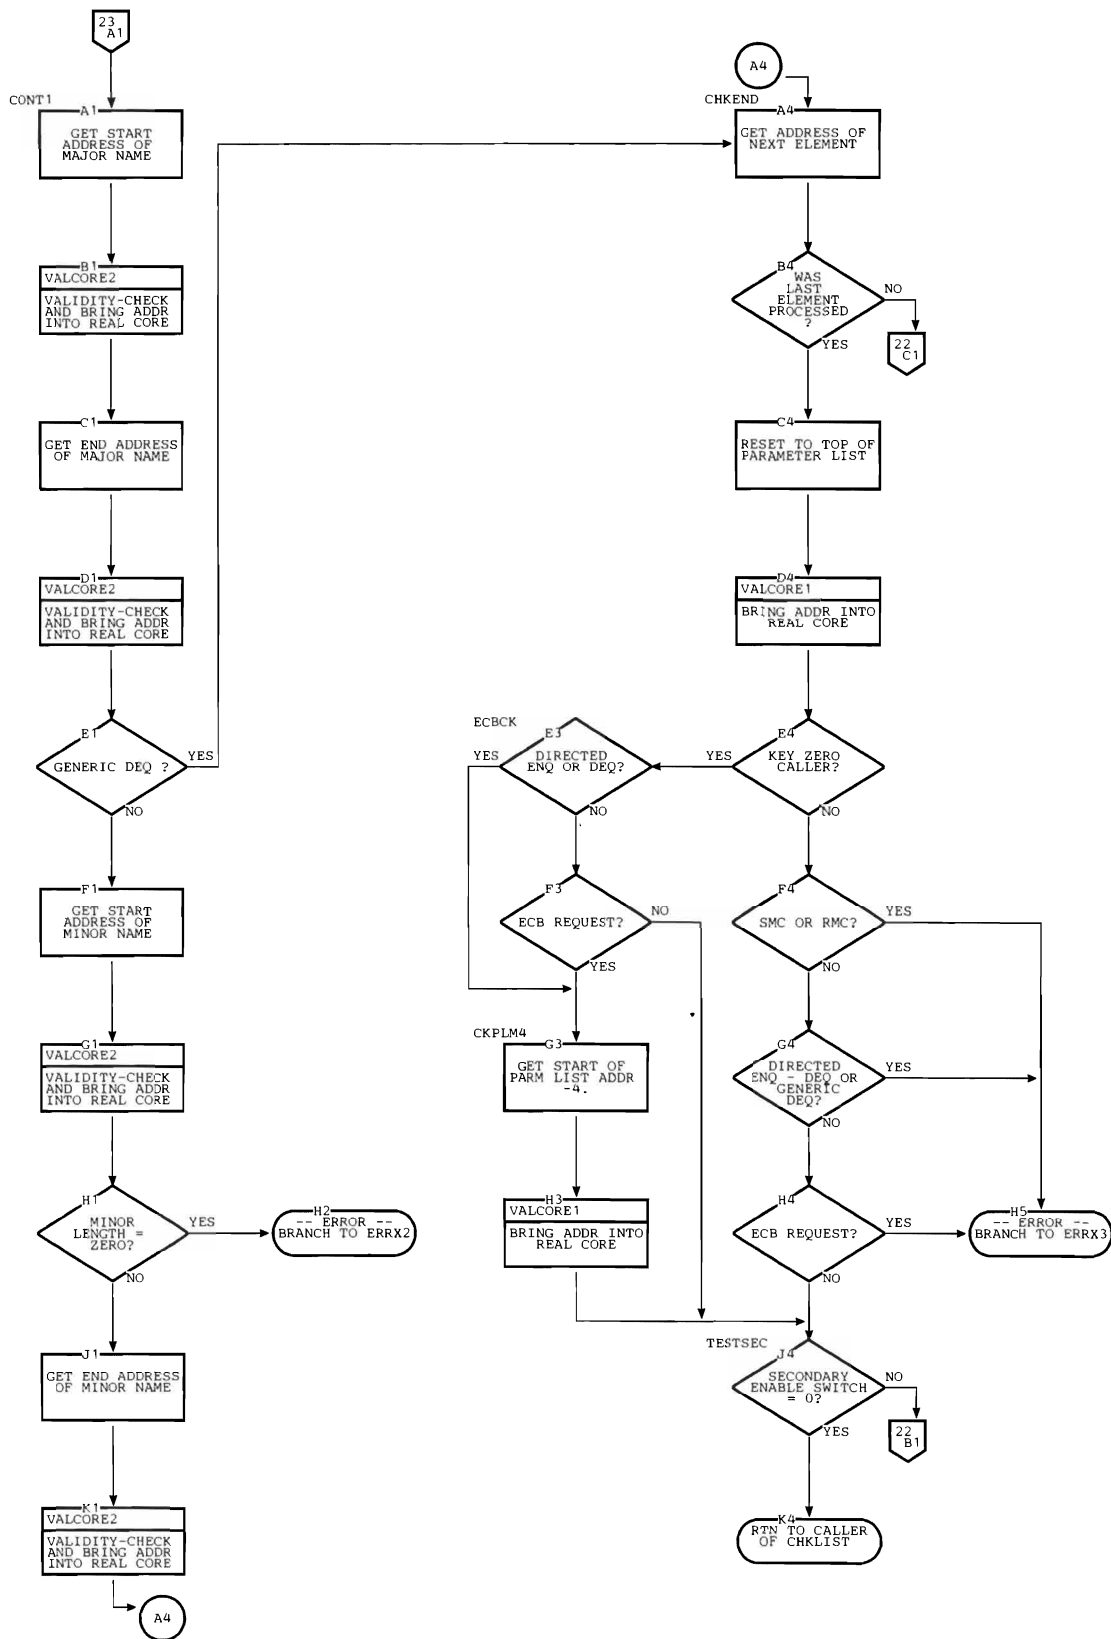 23
A1
CONT1
A1
GET START
ADDRESS OF
MAJOR NAME
B1
VALCORE2
VALIDITY-CHECK
AND BRING ADDR
INTO REAL CORE
C1
GET END ADDRESS
OF MAJOR NAME
D1
VALCORE2
VALIDITY-CHECK
AND BRING ADDR
INTO REAL CORE
E1
GENERIC DEQ ?
YES
NO
F1
GET START
ADDRESS OF
MINOR NAME
G1
VALCORE2
VALIDITY-CHECK
AND BRING ADDR
INTO REAL CORE
H1
MINOR
LENGTH =
ZERO?
YES
NO
H2
-- ERROR --
BRANCH TO ERRX2
J1
GET END ADDRESS
OF MINOR NAME
K1
VALCORE2
VALIDITY-CHECK
AND BRING ADDR
INTO REAL CORE
A4
A4
CHKEND
A4
GET ADDRESS OF
NEXT ELEMENT
B4
WAS
LAST
ELEMENT
PROCESSED
?
NO
YES
22
C1
C4
RESET TO TOP OF
PARAMETER LIST
D4
VALCORE1
BRING ADDR INTO
REAL CORE
E4
KEY ZERO
CALLER?
YES
NO
ECBCK
E3
DIRECTED
ENQ OR DEQ?
YES
NO
F3
ECB REQUEST?
NO
YES
CKPLM4
G3
GET START OF
PARM LIST ADDR
-4.
H3
VALCORE1
BRING ADDR INTO
REAL CORE
F4
SMC OR RMC?
YES
NO
G4
DIRECTED
ENQ - DEQ OR
GENERIC
DEQ?
YES
NO
H4
ECB REQUEST?
YES
NO
H5
-- ERROR --
BRANCH TO ERRX3
TESTSEC
J4
SECONDARY
ENABLE SWITCH
= 0?
NO
YES
22
B1
K4
RTN TO CALLER
OF CHKLIST